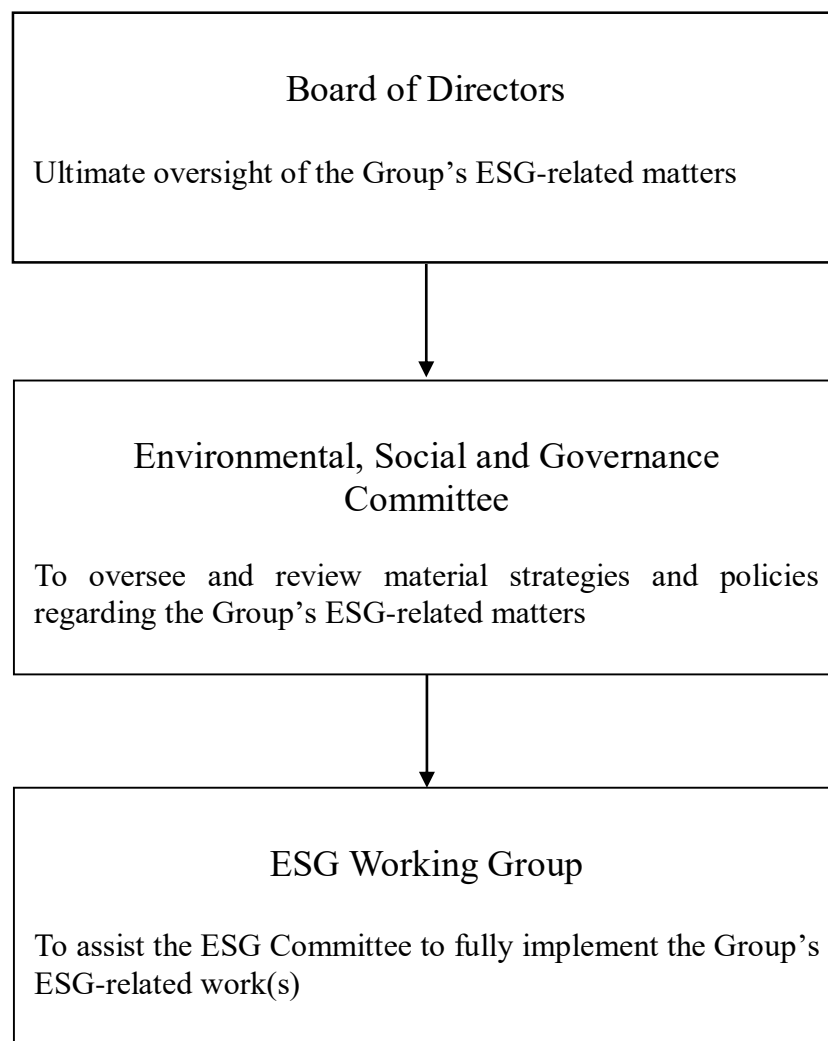 Board of Directors
Ultimate oversight of the Group’s ESG-related matters
Environmental, Social and Governance
Committee
To oversee and review material strategies and policies
regarding the Group’s ESG-related matters
ESG Working Group
To assist the ESG Committee to fully implement the Group’s
ESG-related work(s)